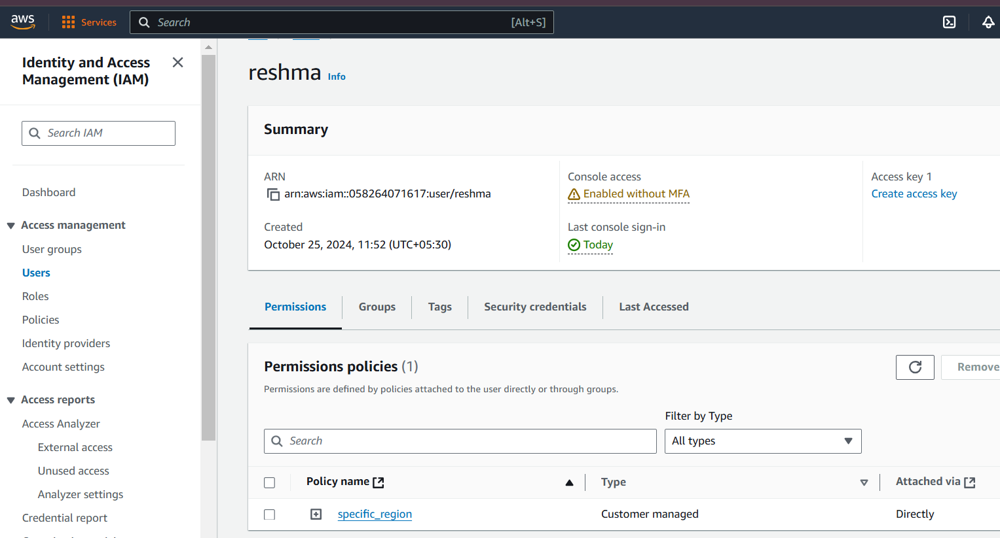 aws
Services
Search
[Alt+S]
Identity and Access
Management (IAM)
Search IAM
Dashboard
Access management
User groups
Users
Roles
Policies
Identity providers
Account settings
Access reports
Access Analyzer
External access
Unused access
Analyzer settings
Credential report
reshma Info
Summary
ARN
arn:aws:iam::058264071617:user/reshma
Created
October 25, 2024, 11:52 (UTC+05:30)
Console access
Enabled without MFA
Last console sign-in
Today
Access key 1
Create access key
Permissions
Groups
Tags
Security credentials
Last Accessed
Permissions policies (1)
Permissions are defined by policies attached to the user directly or through groups.
Remove
Filter by Type
Search
All types
Policy name
Type
Attached via
specific_region
Customer managed
Directly